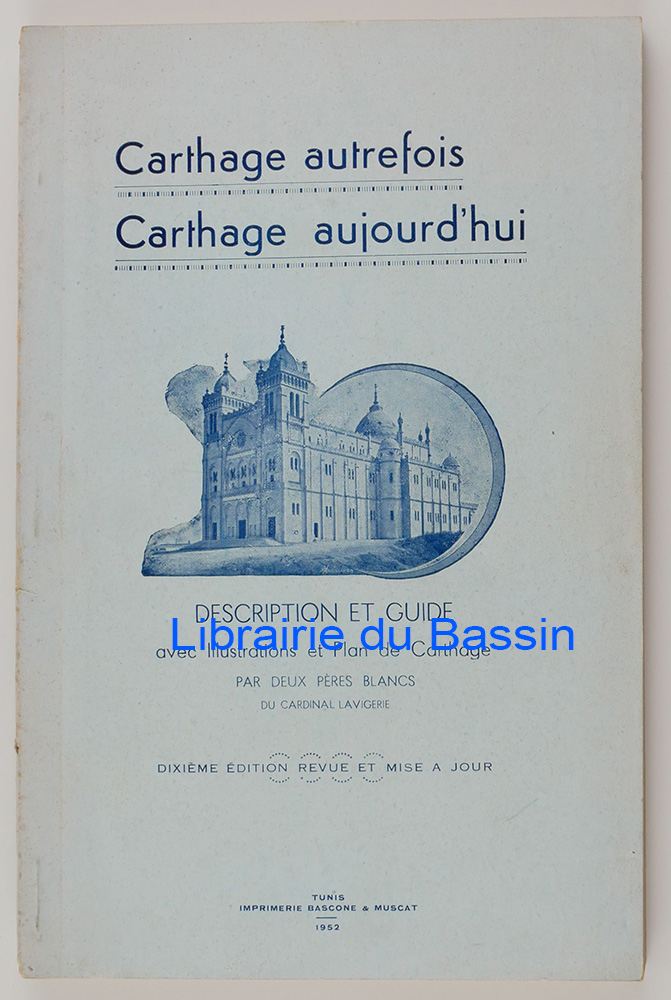 Carthage autrefois
Carthage aujourd'hui
DESCRIPTION ET GUIDE
Librairie du Bassin
avec Illustrations et Plan de Carthage
PAR DEUX PÈRES BLANCS
DU CARDINAL LAVIGERIE
DIXIÈME ÉDITION REVUE ET MISE A JOUR
TUNIS
IMPRIMERIE BASCONE & MUSCAT
1952